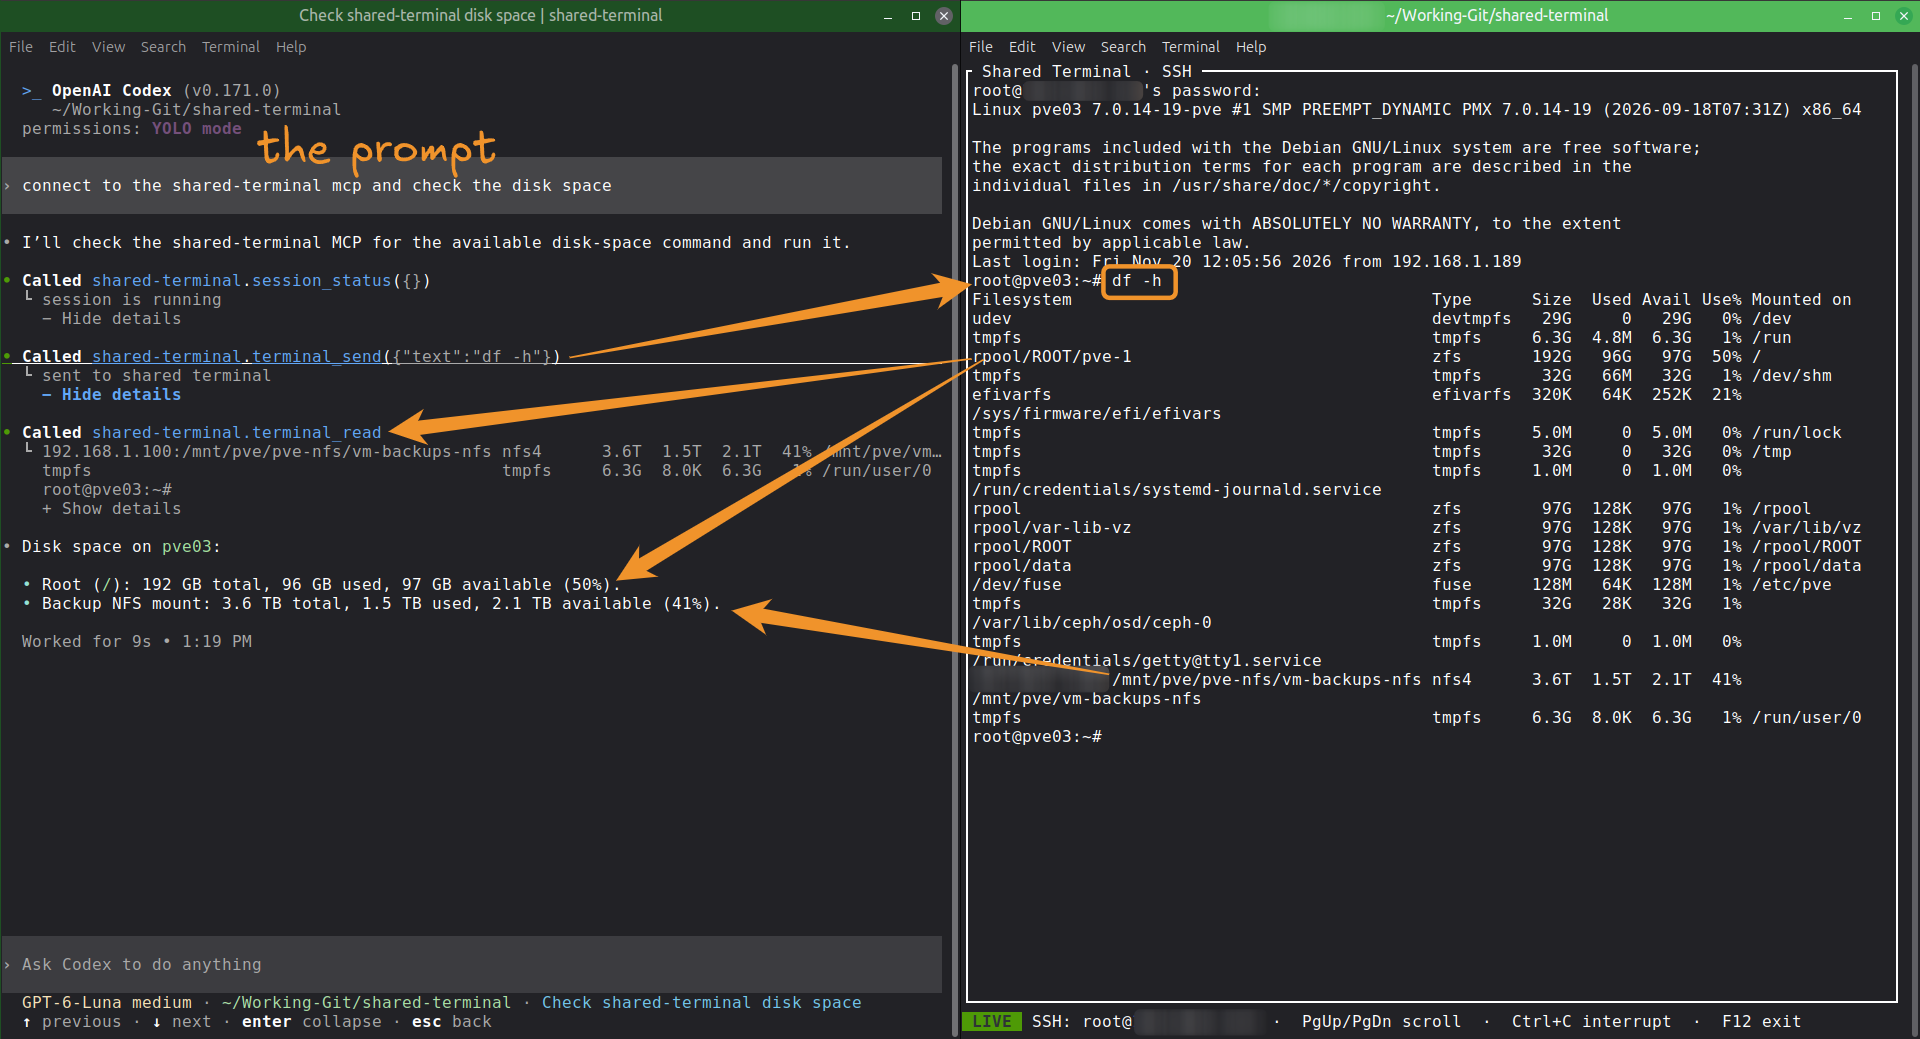 Check shared-terminal disk space | shared-terminal
File Edit View Search Terminal Help
>_ OpenAI Codex (v0.171.0)
~/Working-Git/shared-terminal
permissions: YOLO mode
the prompt
› connect to the shared-terminal mcp and check the disk space
• I’ll check the shared-terminal MCP for the available disk-space command and run it.
• Called shared-terminal.session_status({})
└ session is running
− Hide details
• Called shared-terminal.terminal_send({"text":"df -h"})
└ sent to shared terminal
− Hide details
• Called shared-terminal.terminal_read
└ 192.168.1.100:/mnt/pve/pve-nfs/vm-backups-nfs nfs4 3.6T 1.5T 2.1T 41% /mnt/pve/vm…
tmpfs tmpfs 6.3G 8.0K 6.3G 1% /run/user/0
root@pve03:~#
+ Show details
• Disk space on pve03:
• Root (/): 192 GB total, 96 GB used, 97 GB available (50%).
• Backup NFS mount: 3.6 TB total, 1.5 TB used, 2.1 TB available (41%).
Worked for 9s • 1:19 PM
› Ask Codex to do anything
GPT-6-Luna medium · ~/Working-Git/shared-terminal · Check shared-terminal disk space
↑ previous · ↓ next · enter collapse · esc back
~/Working-Git/shared-terminal
File Edit View Search Terminal Help
Shared Terminal · SSH
root@ 's password:
Linux pve03 7.0.14-19-pve #1 SMP PREEMPT_DYNAMIC PMX 7.0.14-19 (2026-09-18T07:31Z) x86_64
The programs included with the Debian GNU/Linux system are free software;
the exact distribution terms for each program are described in the
individual files in /usr/share/doc/*/copyright.
Debian GNU/Linux comes with ABSOLUTELY NO WARRANTY, to the extent
permitted by applicable law.
Last login: Fri Nov 20 12:05:56 2026 from 192.168.1.189
root@pve03:~# df -h
Filesystem Type Size Used Avail Use% Mounted on
udev devtmpfs 29G 0 29G 0% /dev
tmpfs tmpfs 6.3G 4.8M 6.3G 1% /run
rpool/ROOT/pve-1 zfs 192G 96G 97G 50% /
tmpfs tmpfs 32G 66M 32G 1% /dev/shm
efivarfs efivarfs 320K 64K 252K 21%
/sys/firmware/efi/efivars
tmpfs tmpfs 5.0M 0 5.0M 0% /run/lock
tmpfs tmpfs 32G 0 32G 0% /tmp
tmpfs tmpfs 1.0M 0 1.0M 0%
/run/credentials/systemd-journald.service
rpool zfs 97G 128K 97G 1% /rpool
rpool/var-lib-vz zfs 97G 128K 97G 1% /var/lib/vz
rpool/ROOT zfs 97G 128K 97G 1% /rpool/ROOT
rpool/data zfs 97G 128K 97G 1% /rpool/data
/dev/fuse fuse 128M 64K 128M 1% /etc/pve
tmpfs tmpfs 32G 28K 32G 1%
/var/lib/ceph/osd/ceph-0
tmpfs tmpfs 1.0M 0 1.0M 0%
/run/credentials/getty@tty1.service
/mnt/pve/pve-nfs/vm-backups-nfs nfs4 3.6T 1.5T 2.1T 41%
/mnt/pve/vm-backups-nfs
tmpfs tmpfs 6.3G 8.0K 6.3G 1% /run/user/0
root@pve03:~#
LIVE SSH: root@ · PgUp/PgDn scroll · Ctrl+C interrupt · F12 exit